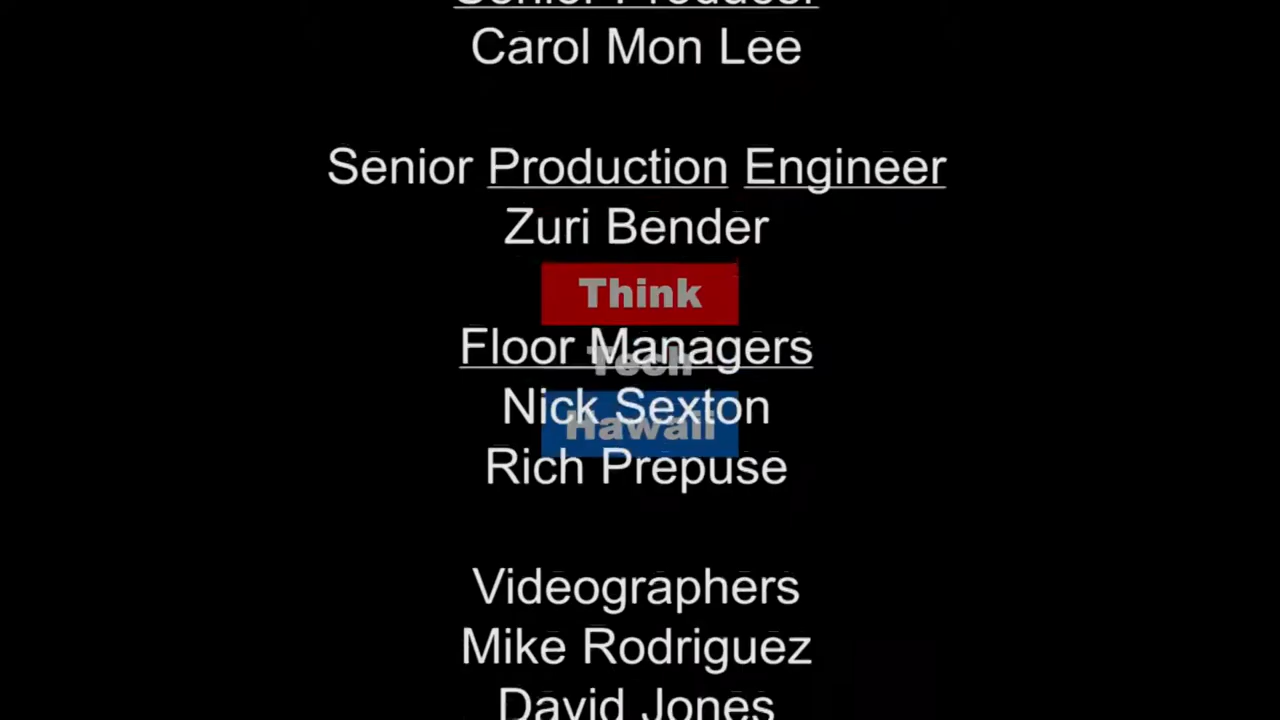 Senior Producer
Carol Mon Lee
Senior Production Engineer
Zuri Bender
Think
Floor Managers
Tech
Nick Sexton
Hawaii
Rich Prepuse
Videographers
Mike Rodriguez
David Jones